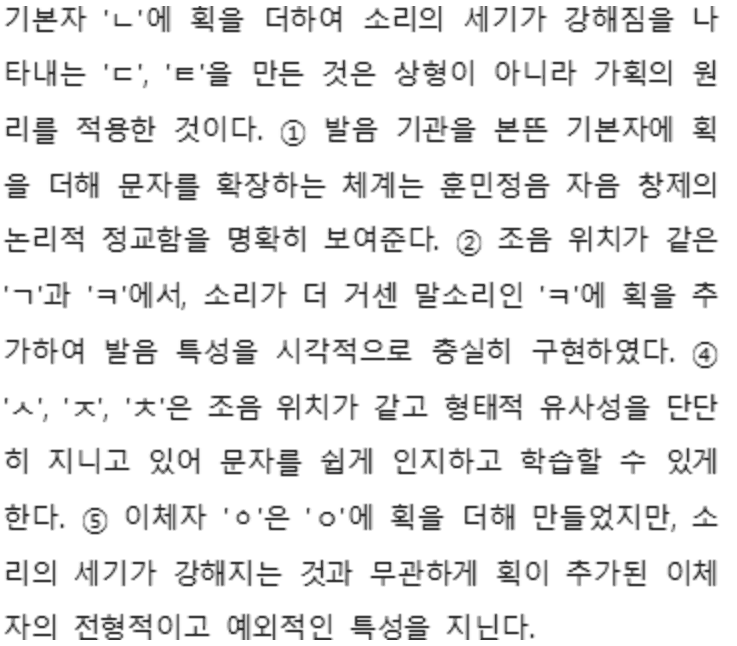 기본자 'ㄴ'에 획을 더하여 소리의 세기가 강해짐을 나
타내는 'ㄷ', 'ㅌ'을 만든 것은 상형이 아니라 가획의 원
리를 적용한 것이다. ① 발음 기관을 본뜬 기본자에 획
을 더해 문자를 확장하는 체계는 훈민정음 자음 창제의
논리적 정교함을 명확히 보여준다. ② 조음 위치가 같은
'ㄱ'과 'ㅋ'에서, 소리가 더 거센 말소리인 'ㅋ'에 획을 추
가하여 발음 특성을 시각적으로 충실히 구현하였다. ④
'ㅅ', 'ㅈ', 'ㅊ'은 조음 위치가 같고 형태적 유사성을 단단
히 지니고 있어 문자를 쉽게 인지하고 학습할 수 있게
한다. ⑤ 이체자 'ㆁ'은 'ㅇ'에 획을 더해 만들었지만, 소
리의 세기가 강해지는 것과 무관하게 획이 추가된 이체
자의 전형적이고 예외적인 특성을 지닌다.